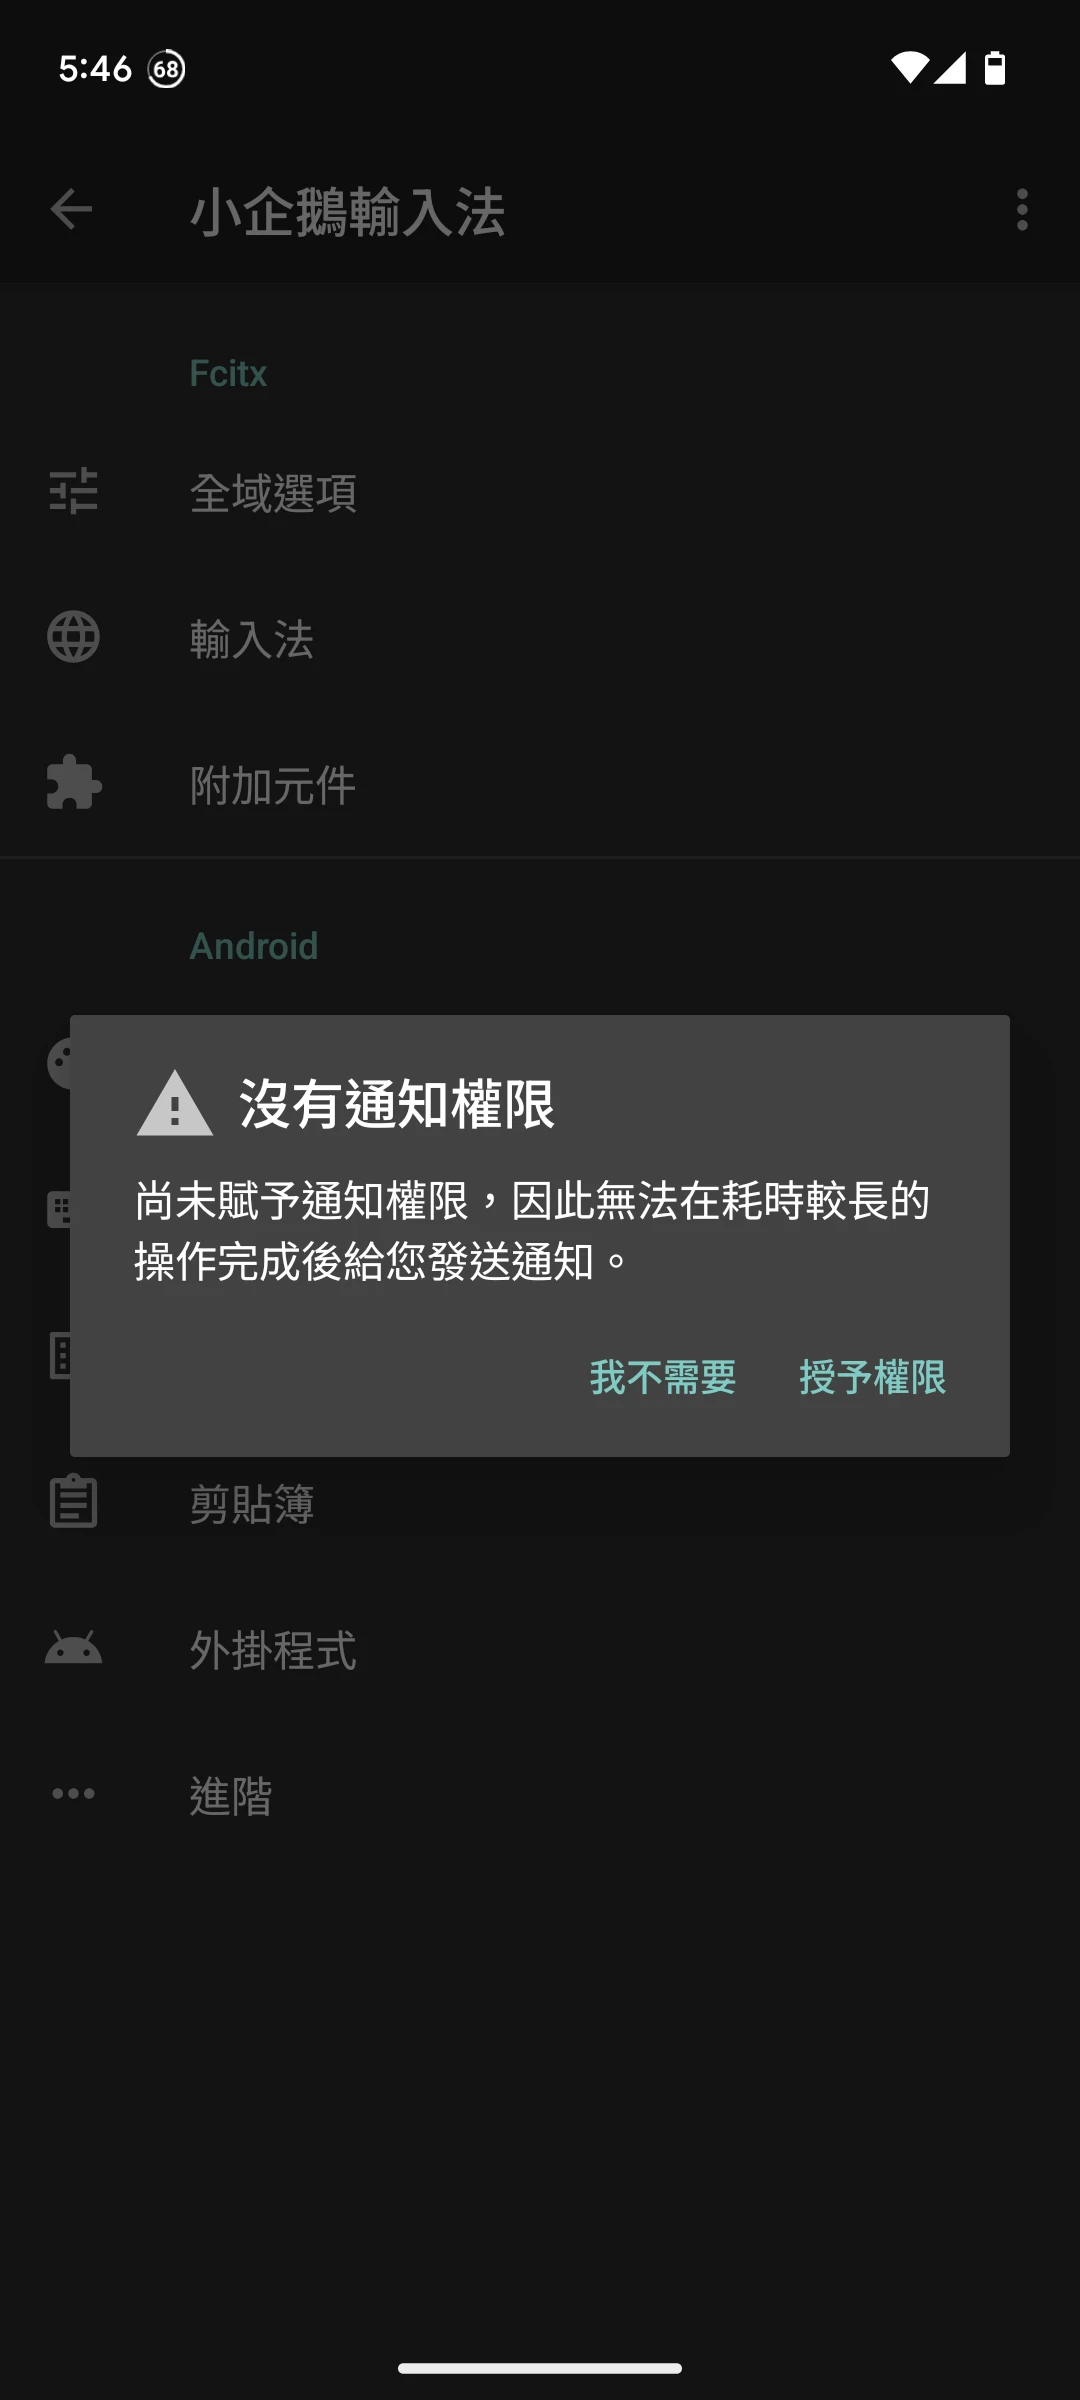 5:46 68
小企鵝輸入法
Fcitx
全域選項
輸入法
附加元件
Android
沒有通知權限
尚未賦予通知權限，因此無法在耗時較長的
操作完成後給您發送通知。
我不需要 授予權限
剪貼簿
外掛程式
進階